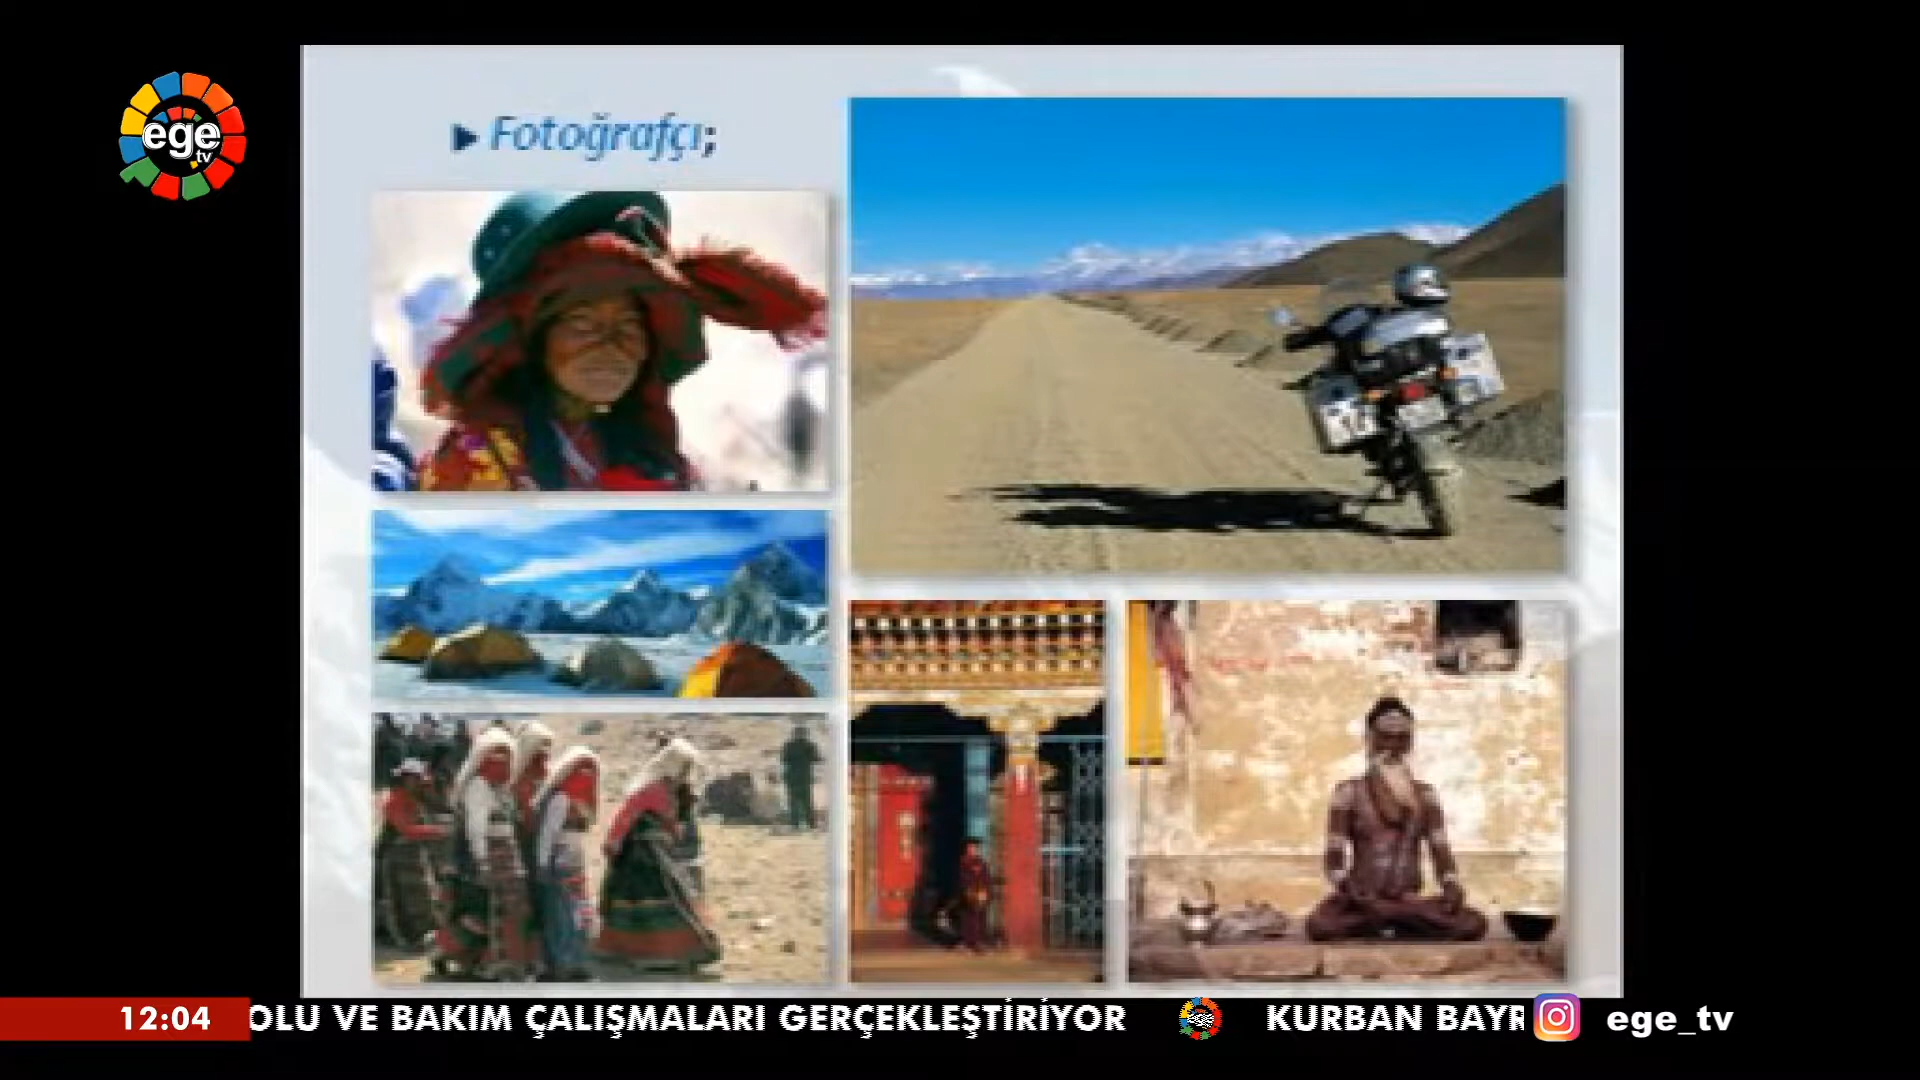 ege
tv
► Fotoğrafçı;
12:04
OLU VE BAKIM ÇALIŞMALARI GERÇEKLEŞTİRİYOR
KURBAN BAYR
ege_tv